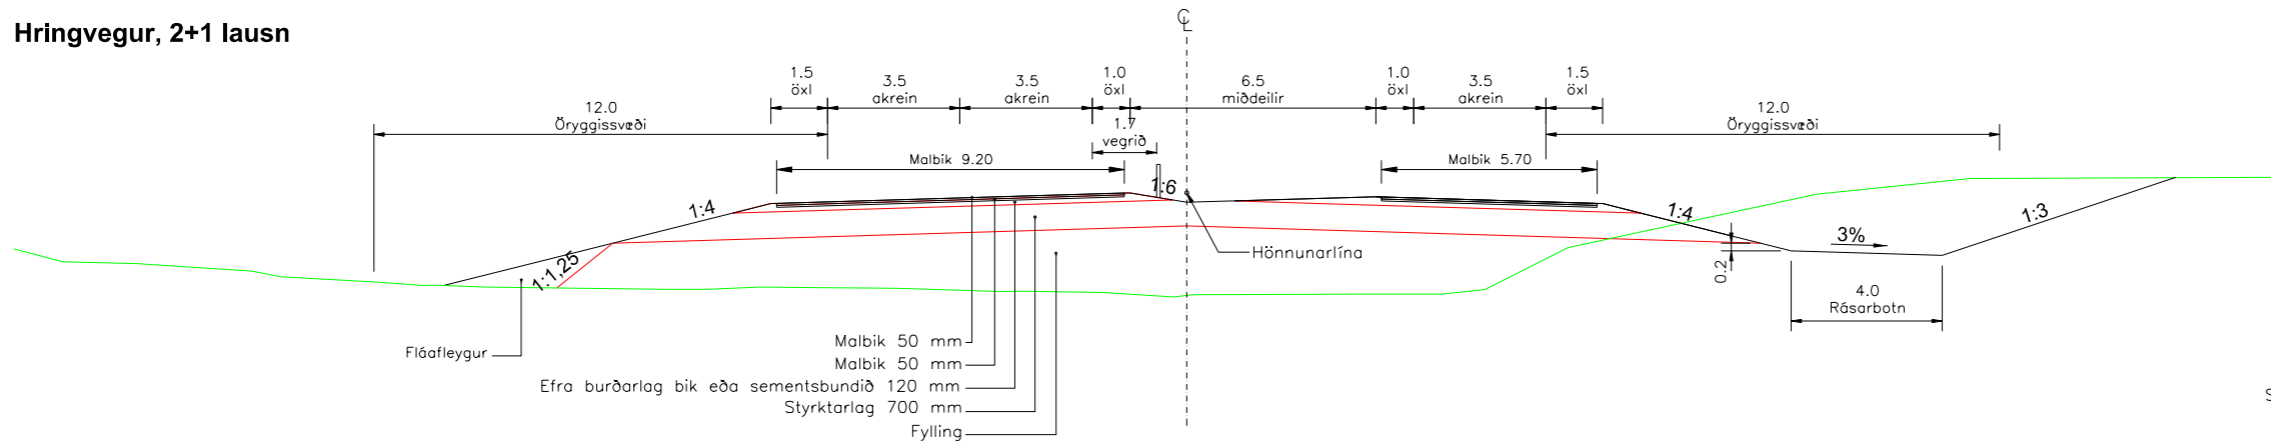 Hringvegur, 2+1 lausn
℄
1.5
öxl
3.5
akrein
3.5
akrein
1.0
öxl
6.5
miðdeilir
1.0
öxl
3.5
akrein
1.5
öxl
12.0
Öryggissvæði
12.0
Öryggissvæði
1.7
vegrið
Malbik 9.20
Malbik 5.70
1:6
1:4
1:4
1:3
3%
1:1,25
0.2
Hönnunarlína
4.0
Rásarbotn
Fláafleygur
Malbik 50 mm
Malbik 50 mm
Efra burðarlag bik eða sementsbundið 120 mm
Styrktarlag 700 mm
Fylling